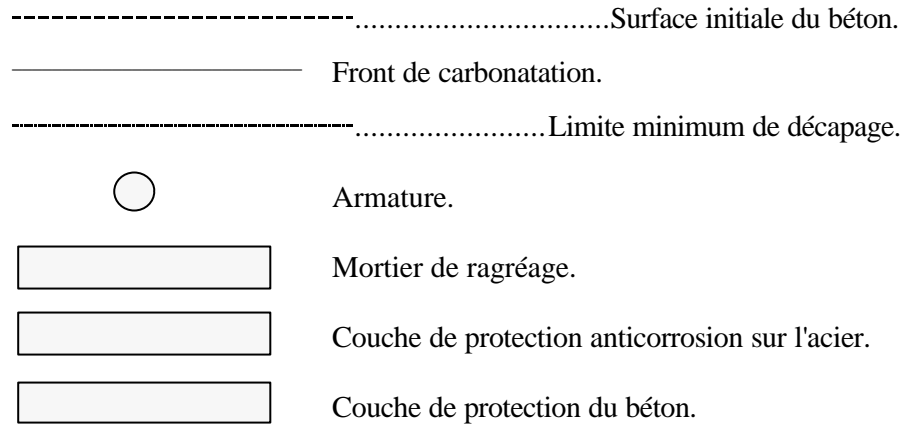 ................................Surface initiale du béton.
Front de carbonatation.
........................Limite minimum de décapage.
Armature.
Mortier de ragréage.
Couche de protection anticorrosion sur l'acier.
Couche de protection du béton.